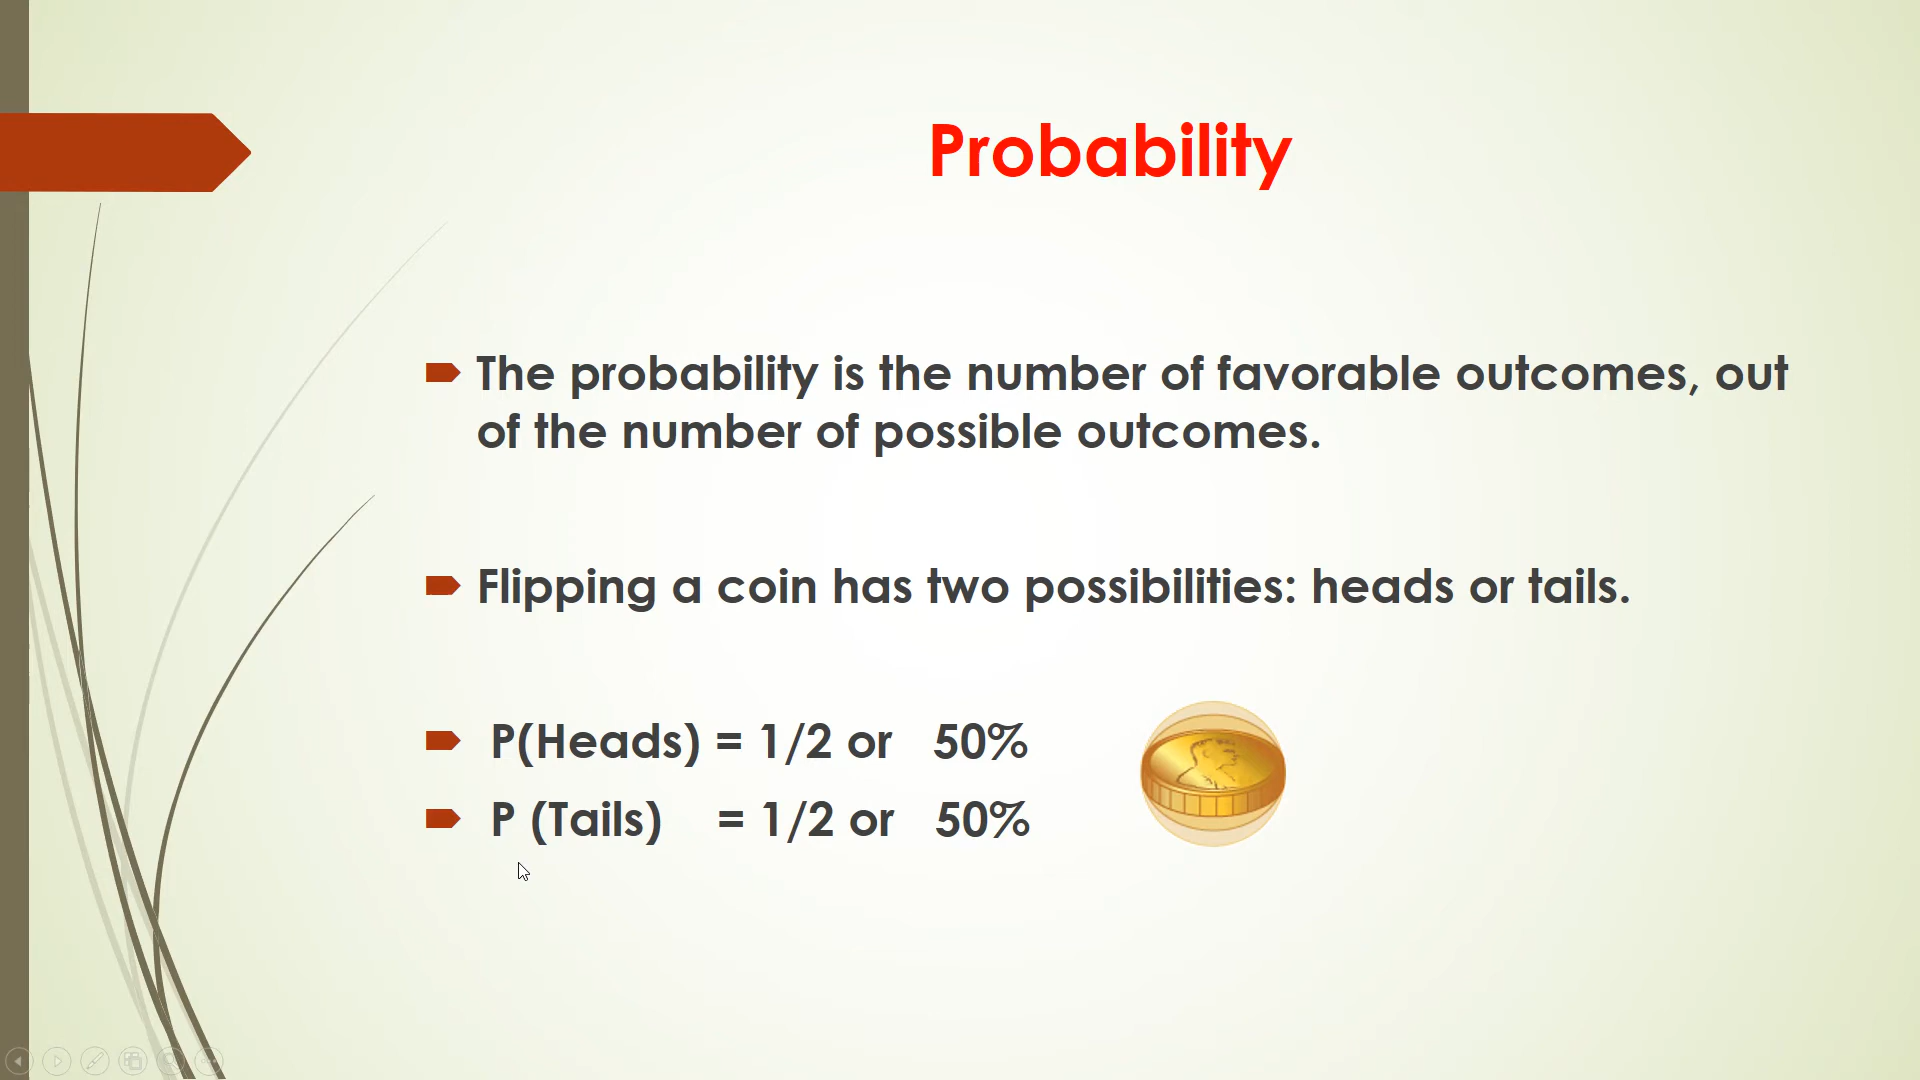 Probability
The probability is the number of favorable outcomes, out
of the number of possible outcomes.
Flipping a coin has two possibilities: heads or tails.
P(Heads) = 1/2 or 50%
P (Tails) = 1/2 or 50%